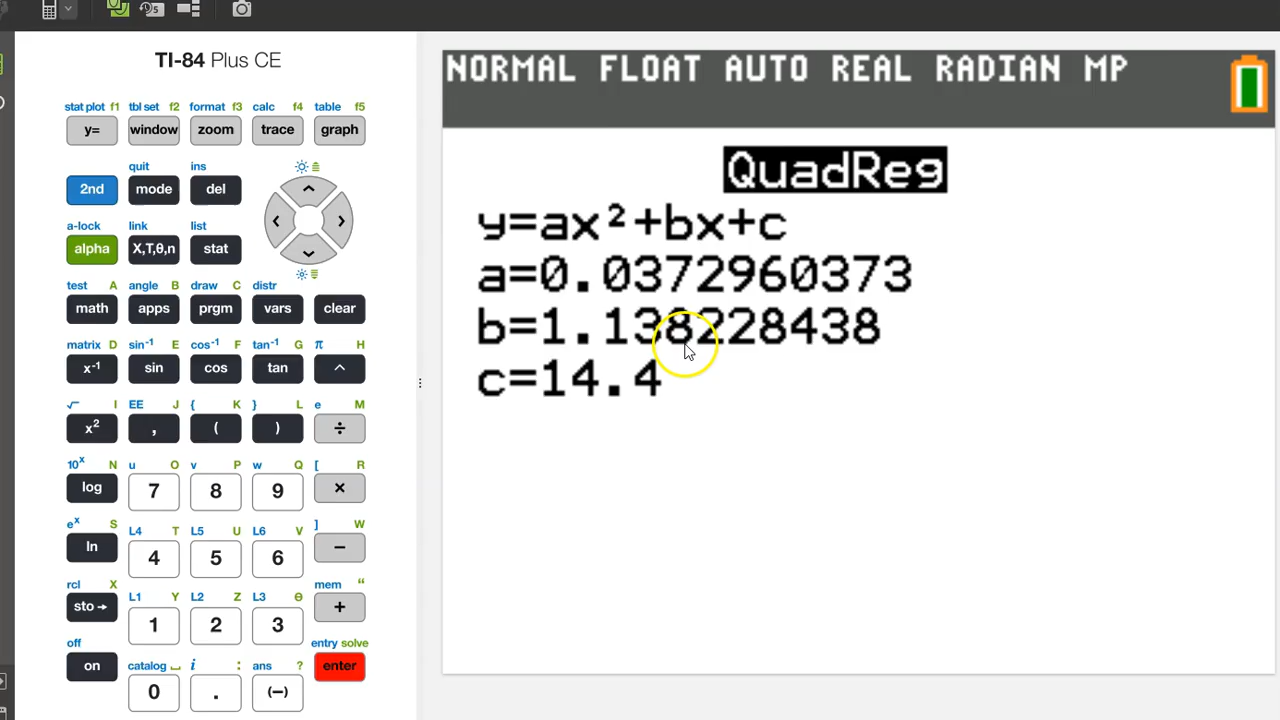 TI-84 Plus CE
NORMAL FLOAT AUTO REAL RADIAN MP
QuadReg
y=ax²+bx+c
a=0.0372960373
b=1.138228438
c=14.4
stat plot f1 tbl set f2 format f3 calc f4 table f5
y= window zoom trace graph
quit ins
2nd mode del
a-lock link list
alpha X,T,θ,n stat
test A angle B draw C distr
math apps prgm vars clear
matrix D sin⁻¹ E cos⁻¹ F tan⁻¹ G π H
x⁻¹ sin cos tan ^
√ I EE J { K } L e M
x² , ( ) ÷
10ˣ N u O v P w Q [ R
log 7 8 9 ×
eˣ S L4 T L5 U L6 V ] W
ln 4 5 6 −
rcl X L1 Y L2 Z L3 θ mem “
sto→ 1 2 3 +
off catalog i : ans ? entry solve
on 0 . (−) enter